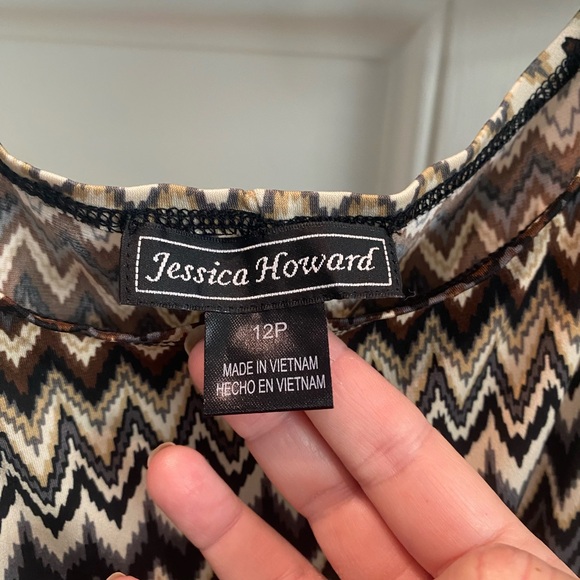 Jessica Howard
12P
MADE IN VIETNAM
HECHO EN VIETNAM